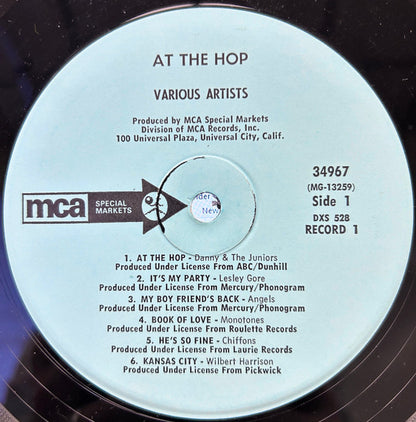 AT THE HOP
VARIOUS ARTISTS
Produced by MCA Special Markets
Division of MCA Records, Inc.
100 Universal Plaza, Universal City, Calif.
mca SPECIAL MARKETS
New
34967
(MG-13259)
Side 1
DXS 528
RECORD 1
1. AT THE HOP - Danny & The Juniors
Produced Under License From ABC/Dunhill
2. IT'S MY PARTY - Lesley Gore
Produced Under License From Mercury/Phonogram
3. MY BOY FRIEND'S BACK - Angels
Produced Under License From Mercury/Phonogram
4. BOOK OF LOVE - Monotones
Produced Under License From Roulette Records
5. HE'S SO FINE - Chiffons
Produced Under License From Laurie Records
6. KANSAS CITY - Wilbert Harrison
Produced Under License From Pickwick